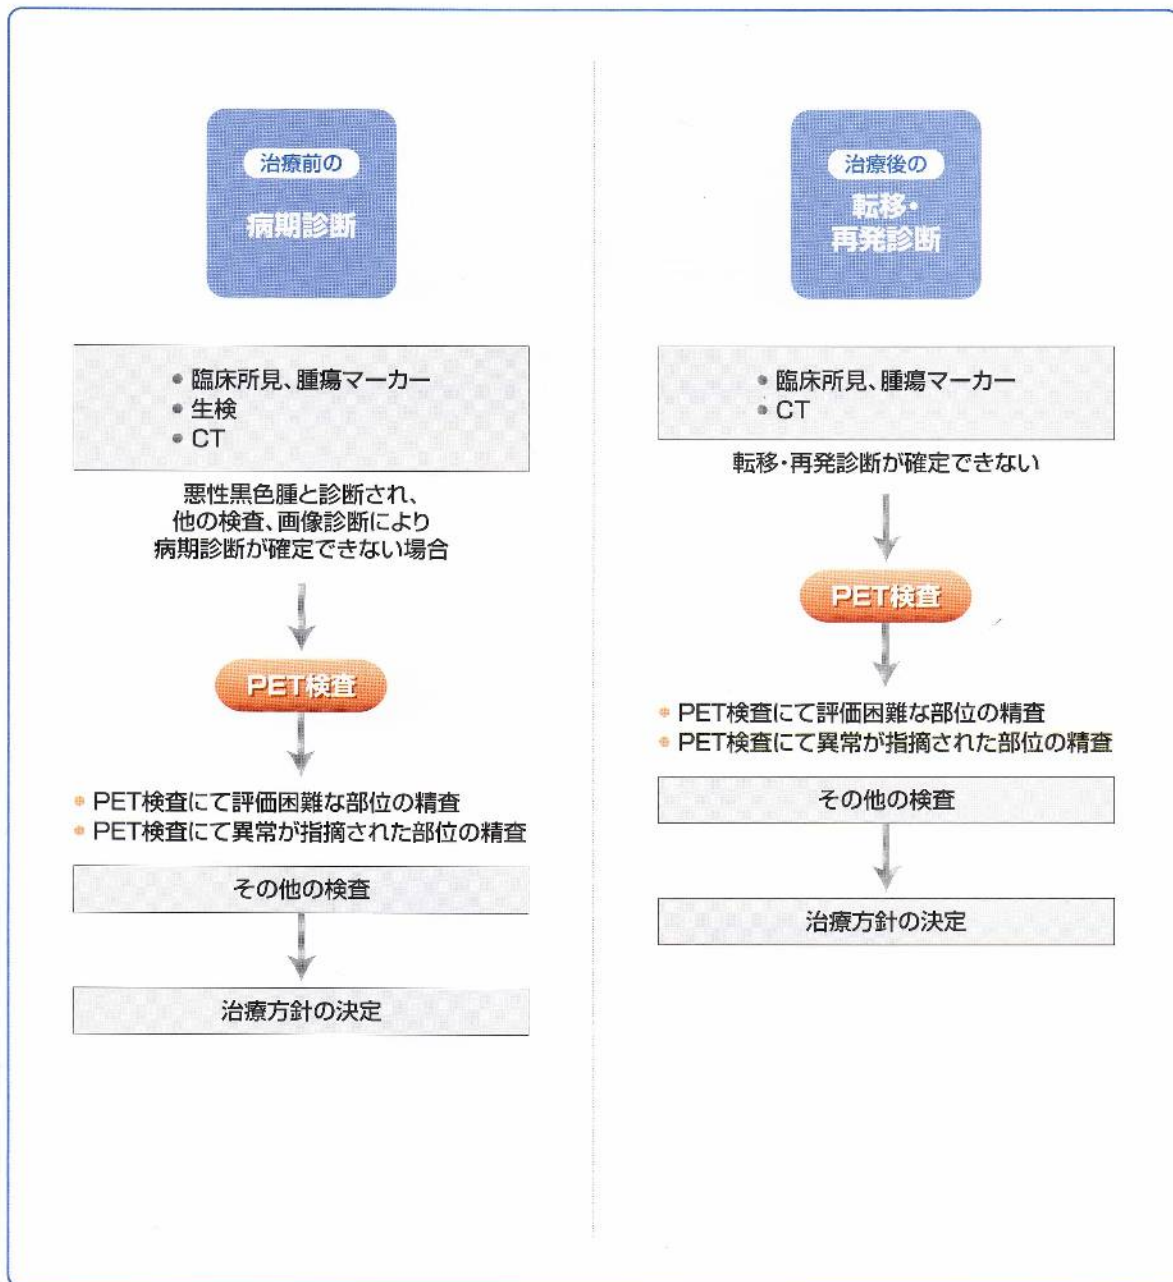 治療前の
病期診断
● 臨床所見、腫瘍マーカー
● 生検
● CT
悪性黒色腫と診断され、
他の検査、画像診断により
病期診断が確定できない場合
PET検査
● PET検査にて評価困難な部位の精査
● PET検査にて異常が指摘された部位の精査
その他の検査
治療方針の決定
治療後の
転移・
再発診断
● 臨床所見、腫瘍マーカー
● CT
転移・再発診断が確定できない
PET検査
● PET検査にて評価困難な部位の精査
● PET検査にて異常が指摘された部位の精査
その他の検査
治療方針の決定